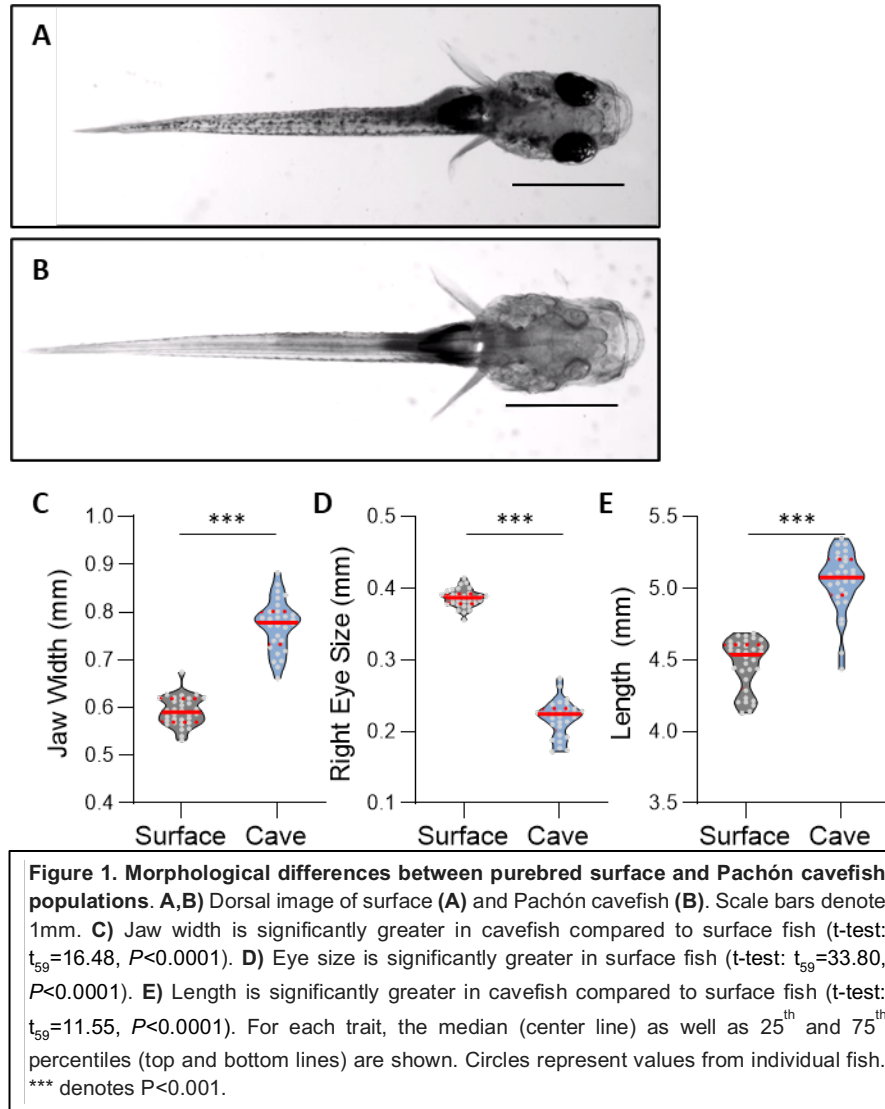 A
B
C
D
E
1.0
0.9
0.8
0.7
0.6
0.5
0.4
Jaw Width (mm)
***
Surface
Cave
0.5
0.4
0.3
0.2
0.1
Right Eye Size (mm)
***
Surface
Cave
5.5
5.0
4.5
4.0
3.5
Length (mm)
***
Surface
Cave
Figure 1. Morphological differences between purebred surface and Pachón cavefish
populations. A,B) Dorsal image of surface (A) and Pachón cavefish (B). Scale bars denote
1mm. C) Jaw width is significantly greater in cavefish compared to surface fish (t-test:
t59=16.48, P<0.0001). D) Eye size is significantly greater in surface fish (t-test: t59=33.80,
P<0.0001). E) Length is significantly greater in cavefish compared to surface fish (t-test:
t59=11.55, P<0.0001). For each trait, the median (center line) as well as 25th and 75th
percentiles (top and bottom lines) are shown. Circles represent values from individual fish.
*** denotes P<0.001.